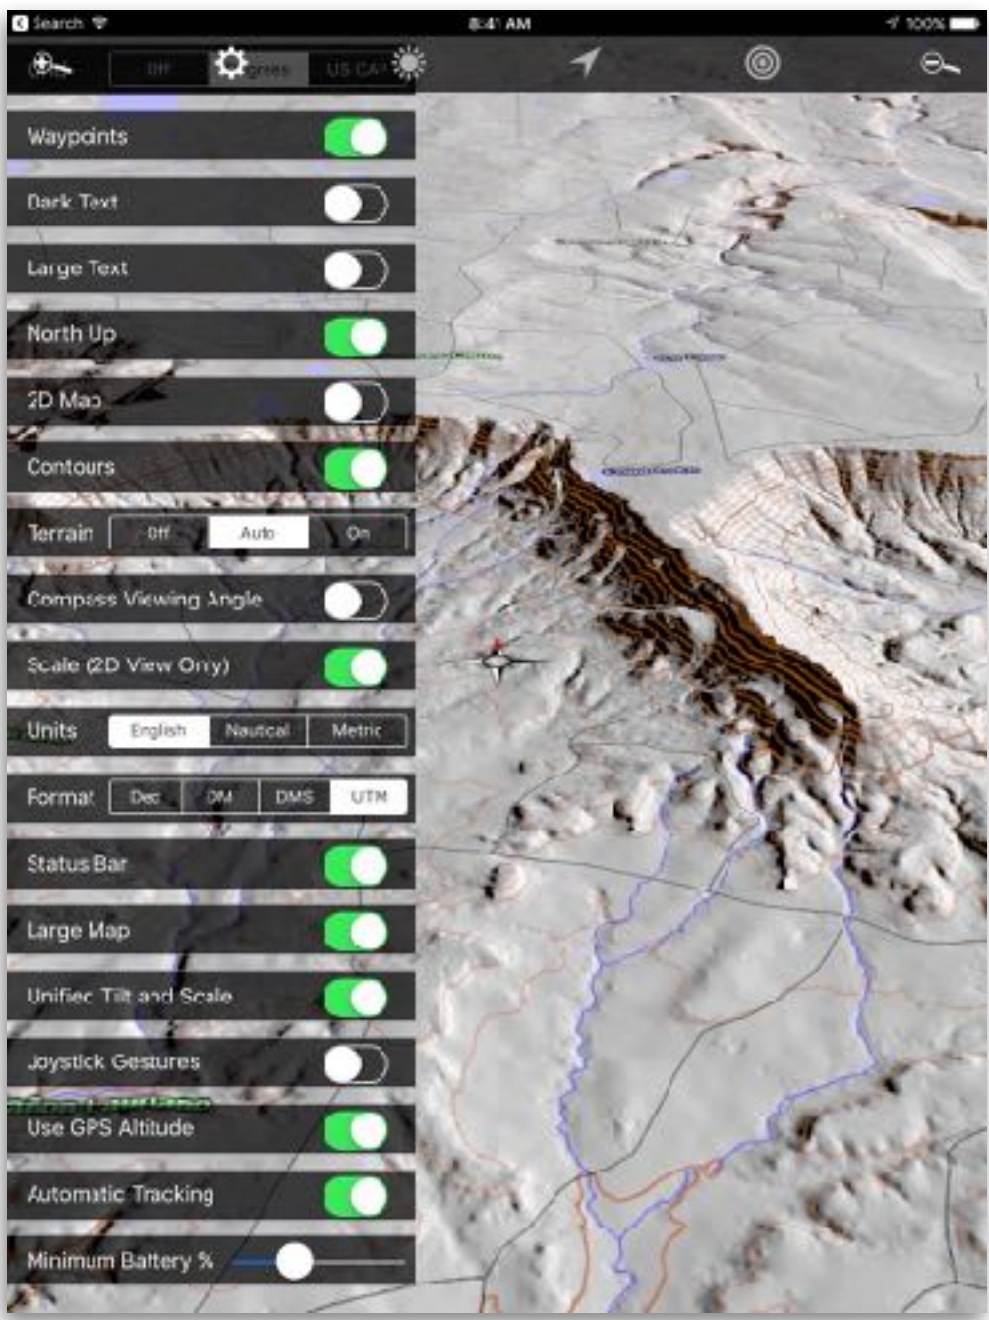 Search 8:41 AM 100%
Off Degrees US CAP
Waypoints
Dark Text
Large Text
North Up
2D Map
Contours
Terrain Off Auto On
Compass Viewing Angle
Scale (2D View Only)
Units English Nautical Metric
Format Dec DM DMS UTM
Status Bar
Large Map
Unified Tilt and Scale
Joystick Gestures
Use GPS Altitude
Automatic Tracking
Minimum Battery %